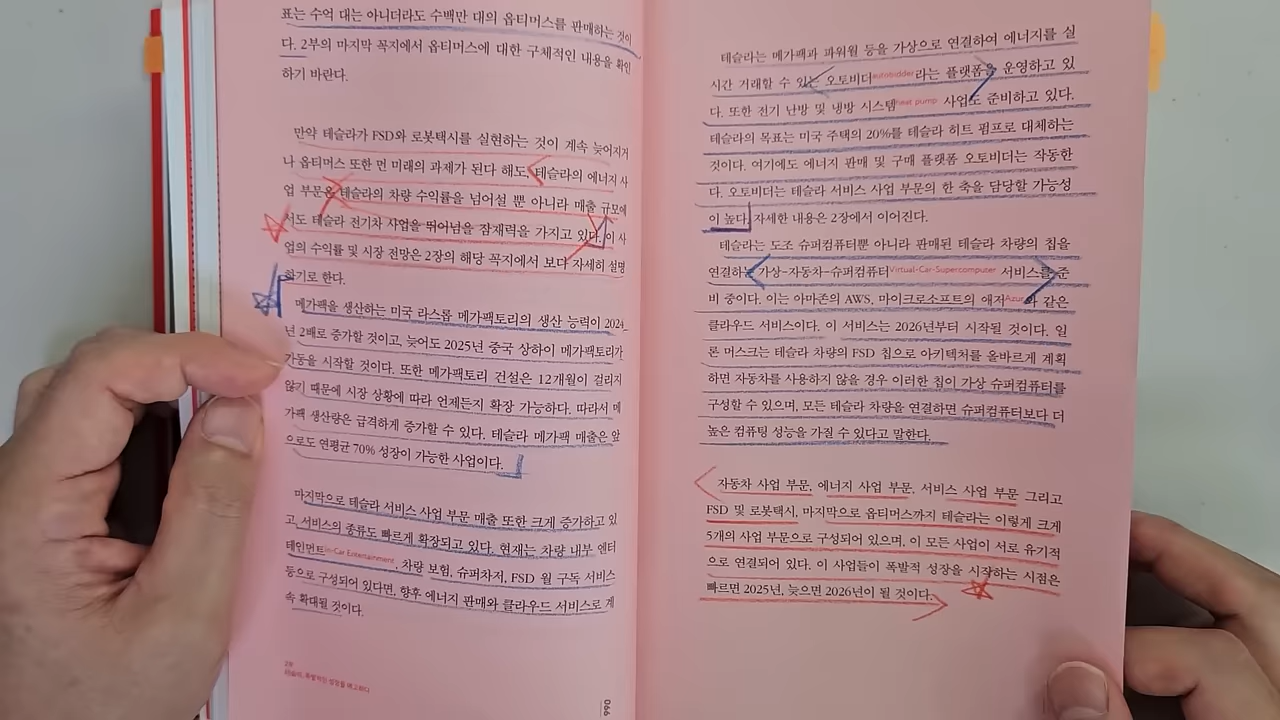 표는 수억 대는 아니더라도 수백만 대의 옵티머스를 판매하는 것이
다. 2부의 마지막 꼭지에서 옵티머스에 대한 구체적인 내용을 확인
하기 바란다.
만약 테슬라가 FSD와 로봇택시를 실현하는 것이 계속 늦어지거
나 옵티머스 또한 먼 미래의 과제가 된다 해도, 테슬라의 에너지 사
업 부문은 테슬라의 차량 수익률을 넘어설 뿐 아니라 매출 규모에
서도 테슬라 전기차 사업을 뛰어넘을 잠재력을 가지고 있다. 이 사
업의 수익률 및 시장 전망은 2장의 해당 꼭지에서 보다 자세히 설명
하기로 한다.
메가팩을 생산하는 미국 라스롭 메가팩토리의 생산 능력이 2024
년 2배로 증가할 것이고, 늦어도 2025년 중국 상하이 메가팩토리가
가동을 시작할 것이다. 또한 메가팩토리 건설은 12개월이 걸리지
않기 때문에 시장 상황에 따라 언제든지 확장 가능하다. 따라서 메
가팩 생산량은 급격하게 증가할 수 있다. 테슬라 메가팩 매출은 앞
으로도 연평균 70% 성장이 가능한 사업이다.
마지막으로 테슬라 서비스 사업 부문 매출 또한 크게 증가하고 있
고, 서비스의 종류도 빠르게 확장되고 있다. 현재는 차량 내부 엔터
테인먼트In-Car Entertainment, 차량 보험, 슈퍼차저, FSD 월 구독 서비스
등으로 구성되어 있다면, 향후 에너지 판매와 클라우드 서비스로 계
속 확대될 것이다.
2부
테슬라, 폭발적인 성장을 예고하다
066
테슬라는 메가팩과 파워월 등을 가상으로 연결하여 에너지를 실
시간 거래할 수 있는 오토비더autobidder라는 플랫폼을 운영하고 있
다. 또한 전기 난방 및 냉방 시스템heat pump 사업도 준비하고 있다.
테슬라의 목표는 미국 주택의 20%를 테슬라 히트 펌프로 대체하는
것이다. 여기에도 에너지 판매 및 구매 플랫폼 오토비더는 작동한
다. 오토비더는 테슬라 서비스 사업 부문의 한 축을 담당할 가능성
이 높다. 자세한 내용은 2장에서 이어진다.
테슬라는 도조 슈퍼컴퓨터뿐 아니라 판매된 테슬라 차량의 칩을
연결하는 가상-자동차-슈퍼컴퓨터Virtual-Car-Supercomputer 서비스를 준
비 중이다. 이는 아마존의 AWS, 마이크로소프트의 애저Azure와 같은
클라우드 서비스이다. 이 서비스는 2026년부터 시작될 것이다. 일
론 머스크는 테슬라 차량의 FSD 칩으로 아키텍처를 올바르게 계획
하면 자동차를 사용하지 않을 경우 이러한 칩이 가상 슈퍼컴퓨터를
구성할 수 있으며, 모든 테슬라 차량을 연결하면 슈퍼컴퓨터보다 더
높은 컴퓨팅 성능을 가질 수 있다고 말한다.
자동차 사업 부문, 에너지 사업 부문, 서비스 사업 부문 그리고
FSD 및 로봇택시, 마지막으로 옵티머스까지 테슬라는 이렇게 크게
5개의 사업 부문으로 구성되어 있으며, 이 모든 사업이 서로 유기적
으로 연결되어 있다. 이 사업들이 폭발적 성장을 시작하는 시점은
빠르면 2025년, 늦으면 2026년이 될 것이다.